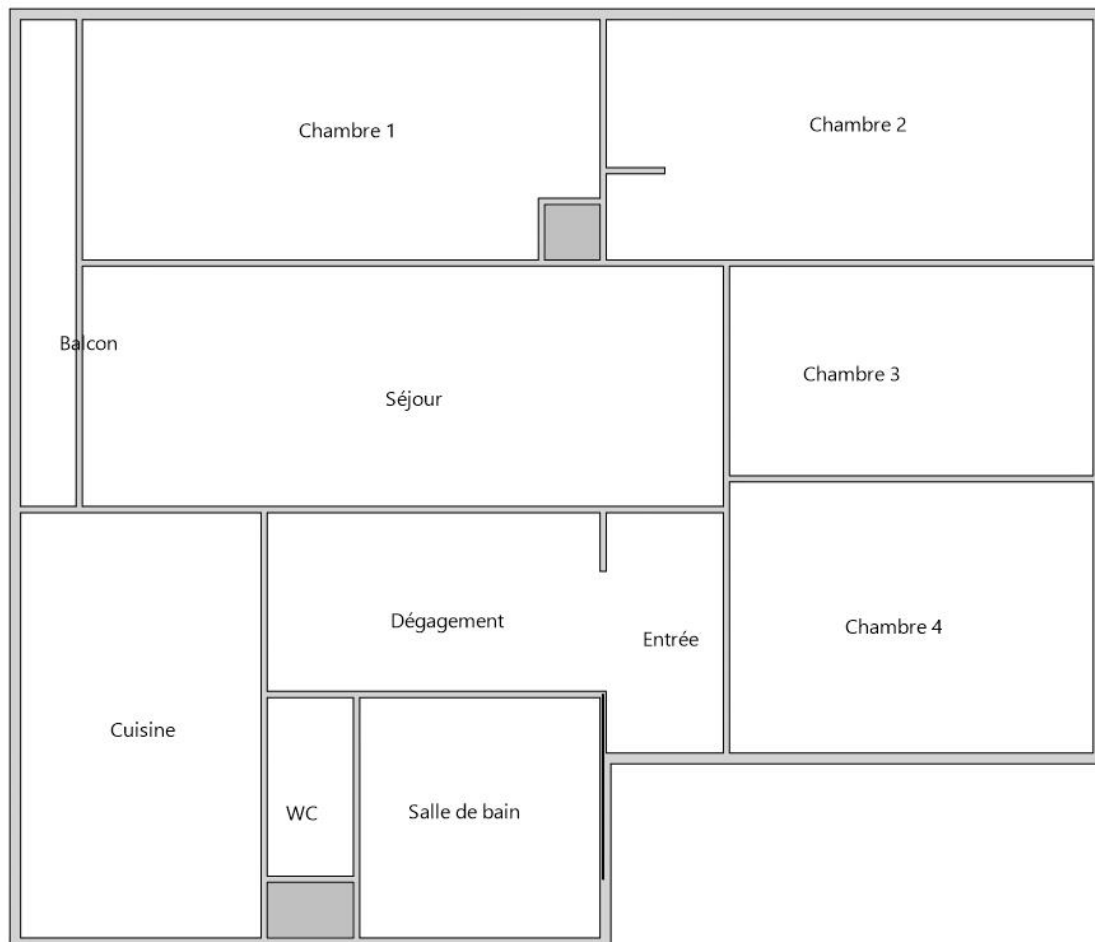 Chambre 1
Chambre 2
Balcon
Séjour
Chambre 3
Dégagement
Entrée
Chambre 4
Cuisine
WC
Salle de bain